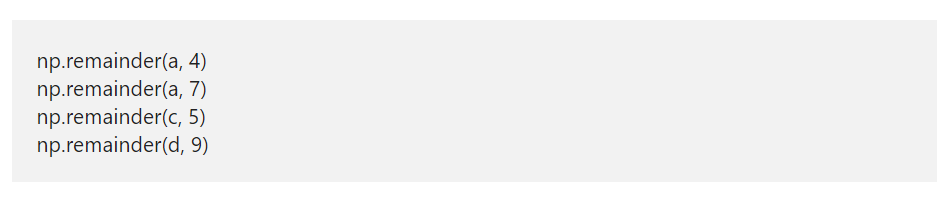 np.remainder(a, 4)
np.remainder(a, 7)
np.remainder(c, 5)
np.remainder(d, 9)